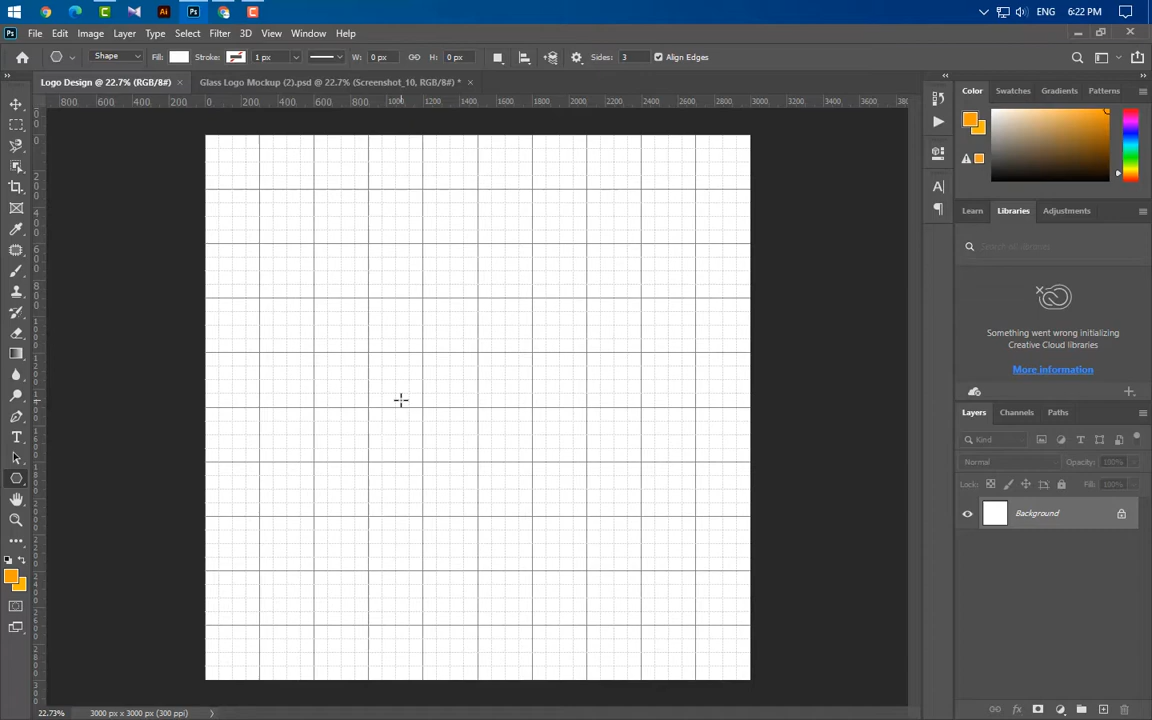 ENG 6:22 PM
Ps File Edit Image Layer Type Select Filter 3D View Window Help
Shape Fill: Stroke: 1 px W: 0 px H: 0 px Sides: 3 Align Edges
Logo Design @ 22.7% (RGB/8#) × Glass Logo Mockup (2).psd @ 22.7% (Screenshot_10, RGB/8#) * ×
800 600 400 200 0 200 400 600 800 1000 1200 1400 1600 1800 2000 2200 2400 2600 2800 3000 3200 3400 3600
Color Swatches Gradients Patterns
Learn Libraries Adjustments
Search all libraries
Something went wrong initializing
Creative Cloud libraries
More information
Layers Channels Paths
Kind
Normal Opacity: 100%
Lock: Fill: 100%
Background
22.73% 3000 px x 3000 px (300 ppi)